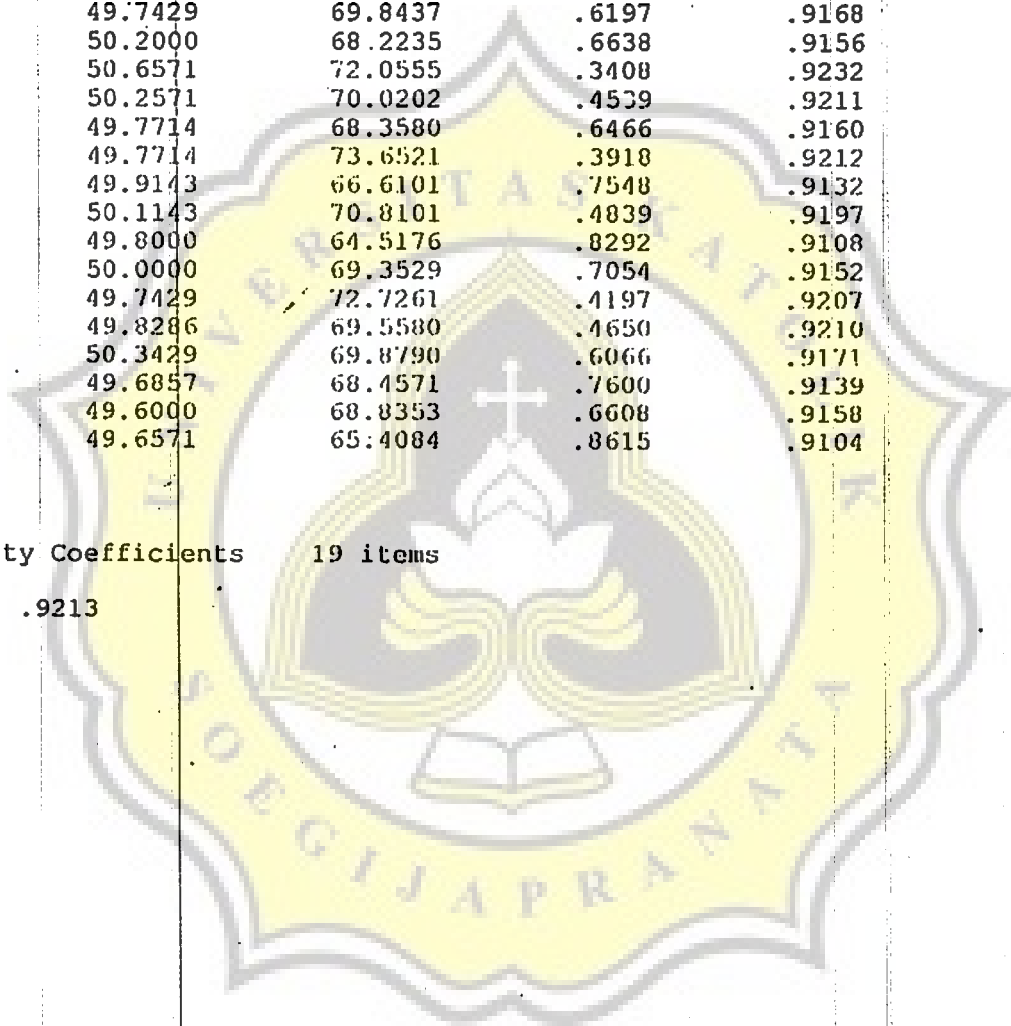 49.7429 69.8437 .6197 .9168
50.2000 68.2235 .6638 .9156
50.6571 72.0555 .3408 .9232
50.2571 70.0202 .4539 .9211
49.7714 68.3580 .6466 .9160
49.7714 73.6521 .3918 .9212
49.9143 66.6101 .7548 .9132
50.1143 70.8101 .4839 .9197
49.8000 64.5176 .8292 .9108
50.0000 69.3529 .7054 .9152
49.7429 72.7261 .4197 .9207
49.8286 69.5580 .4650 .9210
50.3429 69.8790 .6066 .9171
49.6857 68.4571 .7600 .9139
49.6000 68.8353 .6608 .9158
49.6571 65.4084 .8615 .9104
ty Coefficients 19 items
.9213
UNIVERSITAS KATOLIK
SOEGIJAPRANATA